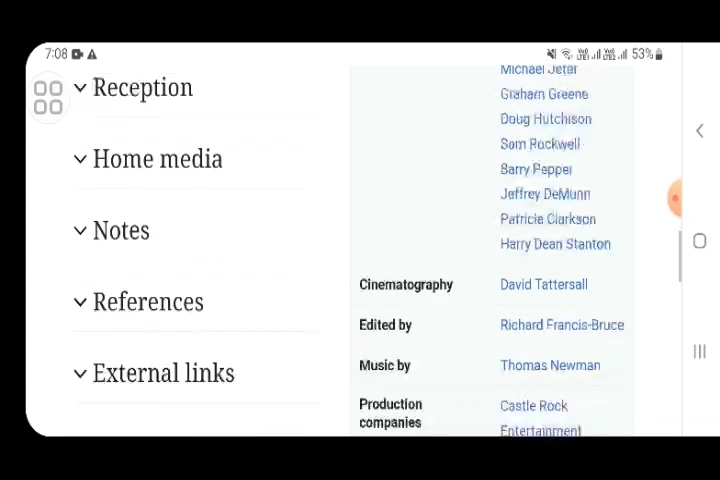 7:08
53%
Reception
Home media
Notes
References
External links
Michael Jeter
Graham Greene
Doug Hutchison
Sam Rockwell
Barry Pepper
Jeffrey DeMunn
Patricia Clarkson
Harry Dean Stanton
Cinematography
David Tattersall
Edited by
Richard Francis-Bruce
Music by
Thomas Newman
Production
companies
Castle Rock
Entertainment